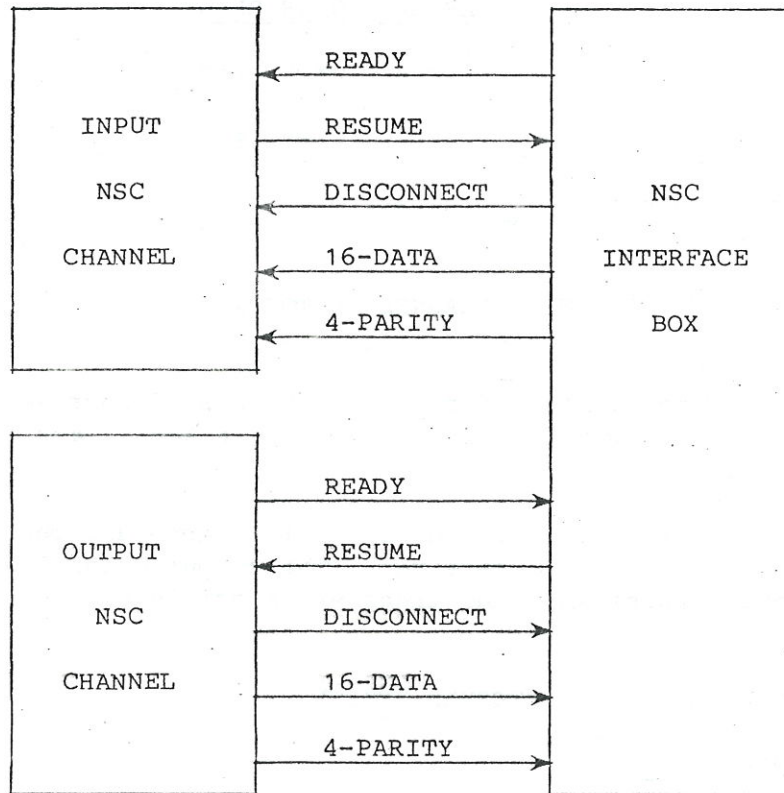 READY
INPUT
RESUME
NSC
DISCONNECT
NSC
CHANNEL
16-DATA
INTERFACE
4-PARITY
BOX
READY
OUTPUT
RESUME
NSC
DISCONNECT
CHANNEL
16-DATA
4-PARITY